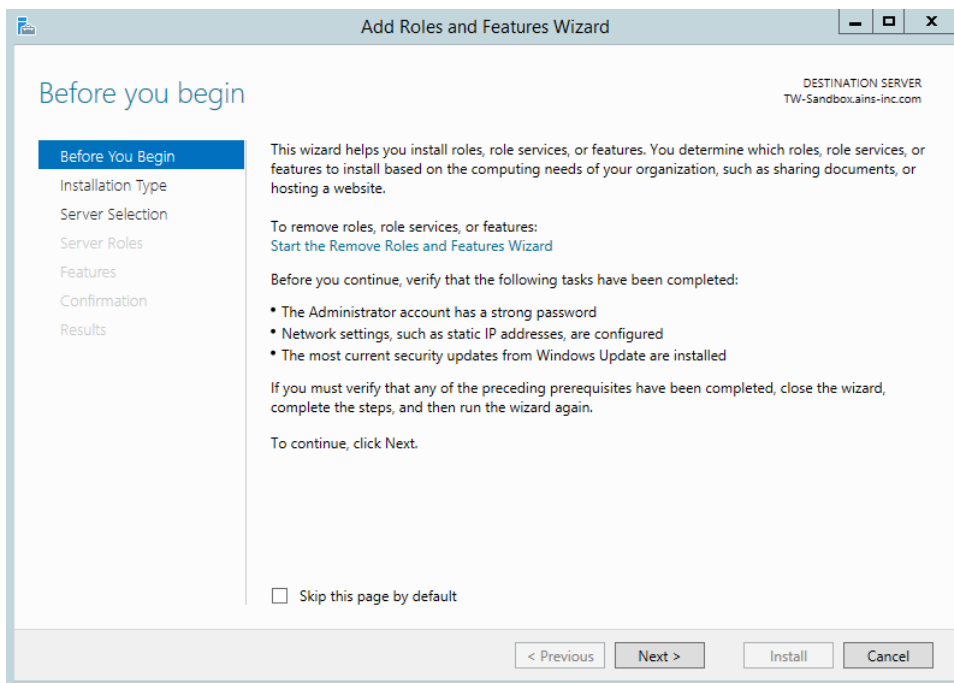 Add Roles and Features Wizard
Before you begin
DESTINATION SERVER
TW-Sandbox.ains-inc.com
Before You Begin
Installation Type
Server Selection
Server Roles
Features
Confirmation
Results
This wizard helps you install roles, role services, or features. You determine which roles, role services, or
features to install based on the computing needs of your organization, such as sharing documents, or
hosting a website.
To remove roles, role services, or features:
Start the Remove Roles and Features Wizard
Before you continue, verify that the following tasks have been completed:
• The Administrator account has a strong password
• Network settings, such as static IP addresses, are configured
• The most current security updates from Windows Update are installed
If you must verify that any of the preceding prerequisites have been completed, close the wizard,
complete the steps, and then run the wizard again.
To continue, click Next.
Skip this page by default
< Previous
Next >
Install
Cancel